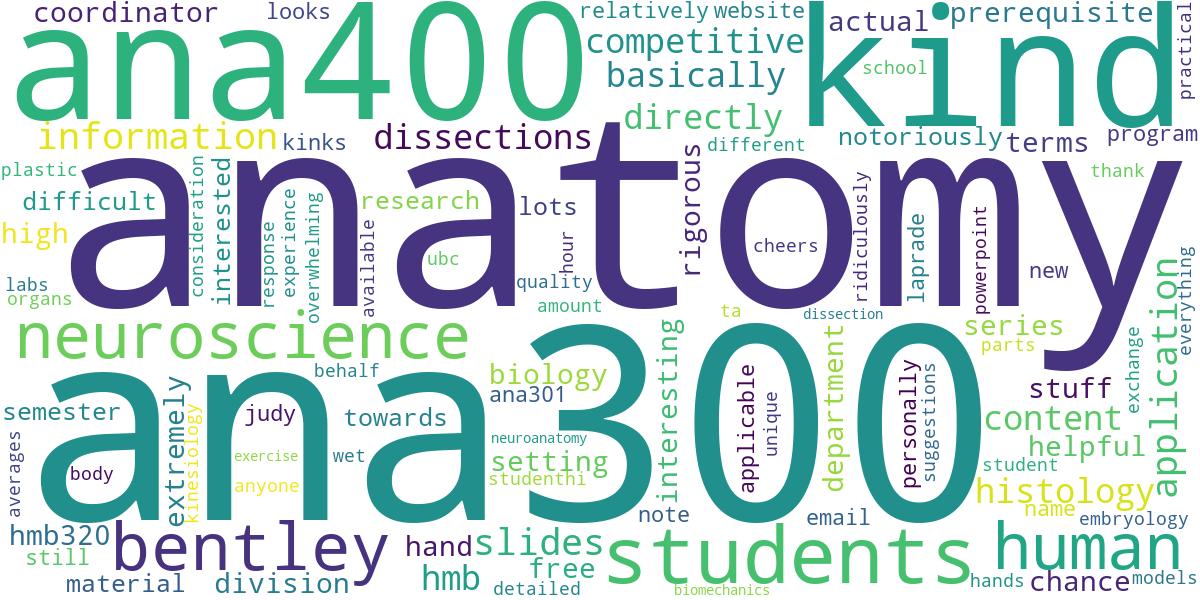 coordinator
looks
relatively
website
prerequisite
practical
ana400
kind
actual
competitive
basically
school
directly
information
kinks
dissections
notoriously
terms
program
different
plastic
thank
anatomy
difficult
consideration
interested
experience
response
overwhelming
available
research
lots
hour
rigorous
ridiculously
laprade
powerpoint
cheers
high
ubc
new
everything
labs
organs
quality
amount
ta
dissection
neuroscience
series
parts
application
exchange
interesting
department
behalf
biology
ana301
ana300
applicable
unique
personally
suggestions
stuff
semester
extremely
kinesiology
judy
towards
content
helpful
neuroanatomy
exercise
wet
setting
studenthi
body
anyone
averages
student
histology
name
note
email
embryology
hmb320
bentley
hand
slides
students
human
still
free
hmb
material
division
detailed
biomechanics
hands
chance
models